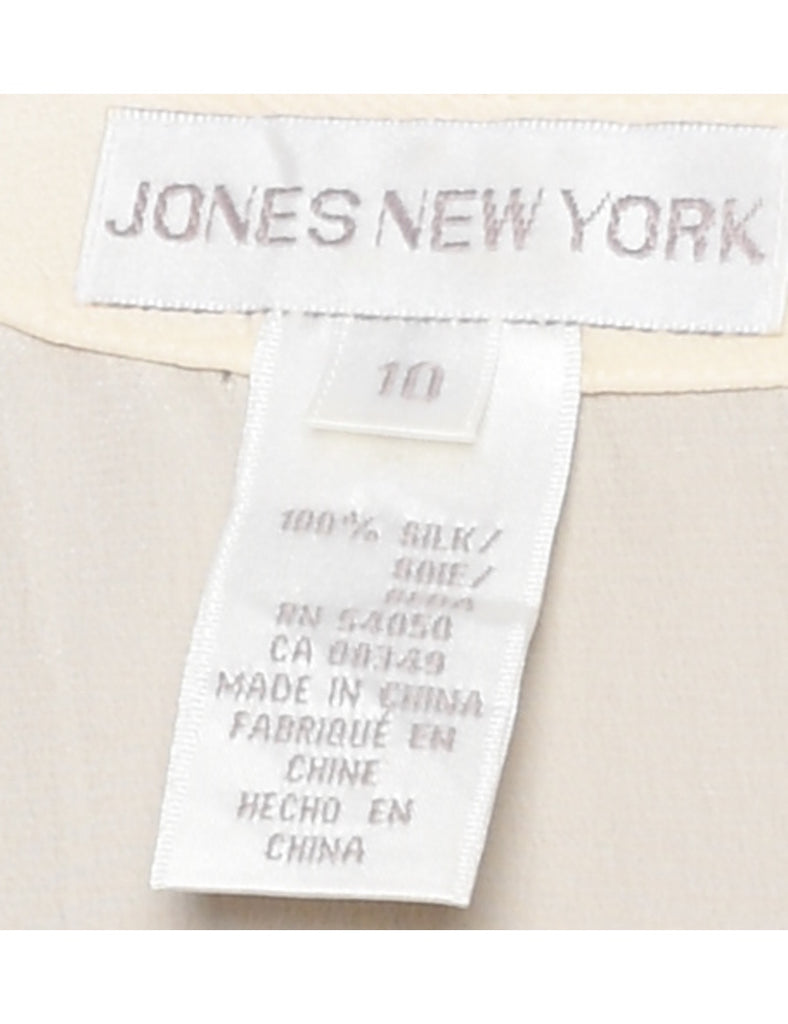 JONES NEW YORK
10
100% SILK/
SOIE/
SEDA
RN 54050
CA 00349
MADE IN CHINA
FABRIQUÉ EN
CHINE
HECHO EN
CHINA